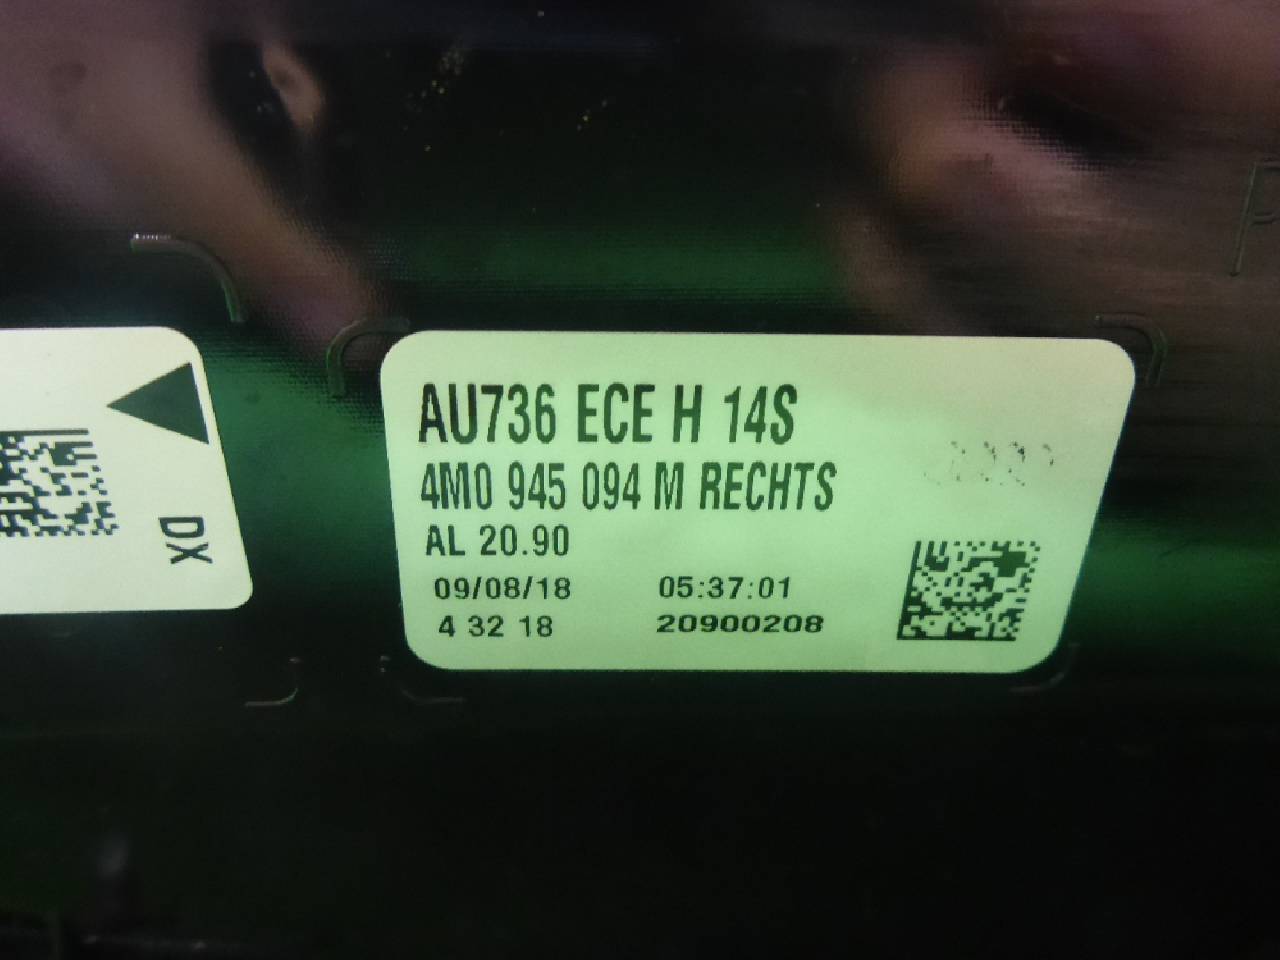 AU736 ECE H 14S
4M0 945 094 M RECHTS
AL 20.90
09/08/18 05:37:01
4 32 18 20900208
DX
P